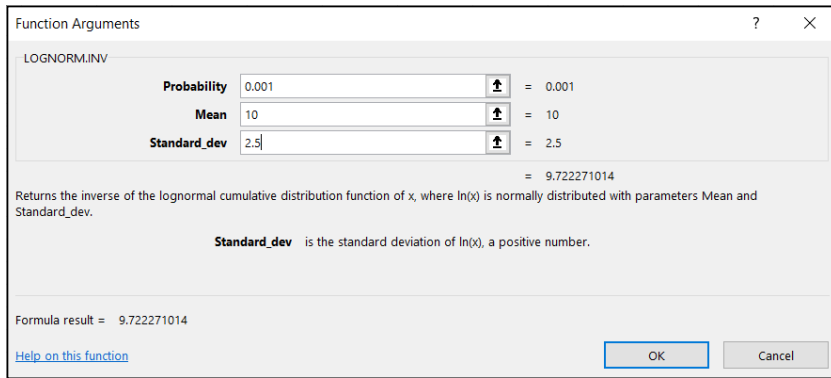 Function Arguments ? ×
LOGNORM.INV
Probability 0.001 = 0.001
Mean 10 = 10
Standard_dev 2.5 = 2.5
= 9.722271014
Returns the inverse of the lognormal cumulative distribution function of x, where ln(x) is normally distributed with parameters Mean and
Standard_dev.
Standard_dev is the standard deviation of ln(x), a positive number.
Formula result = 9.722271014
Help on this function OK Cancel